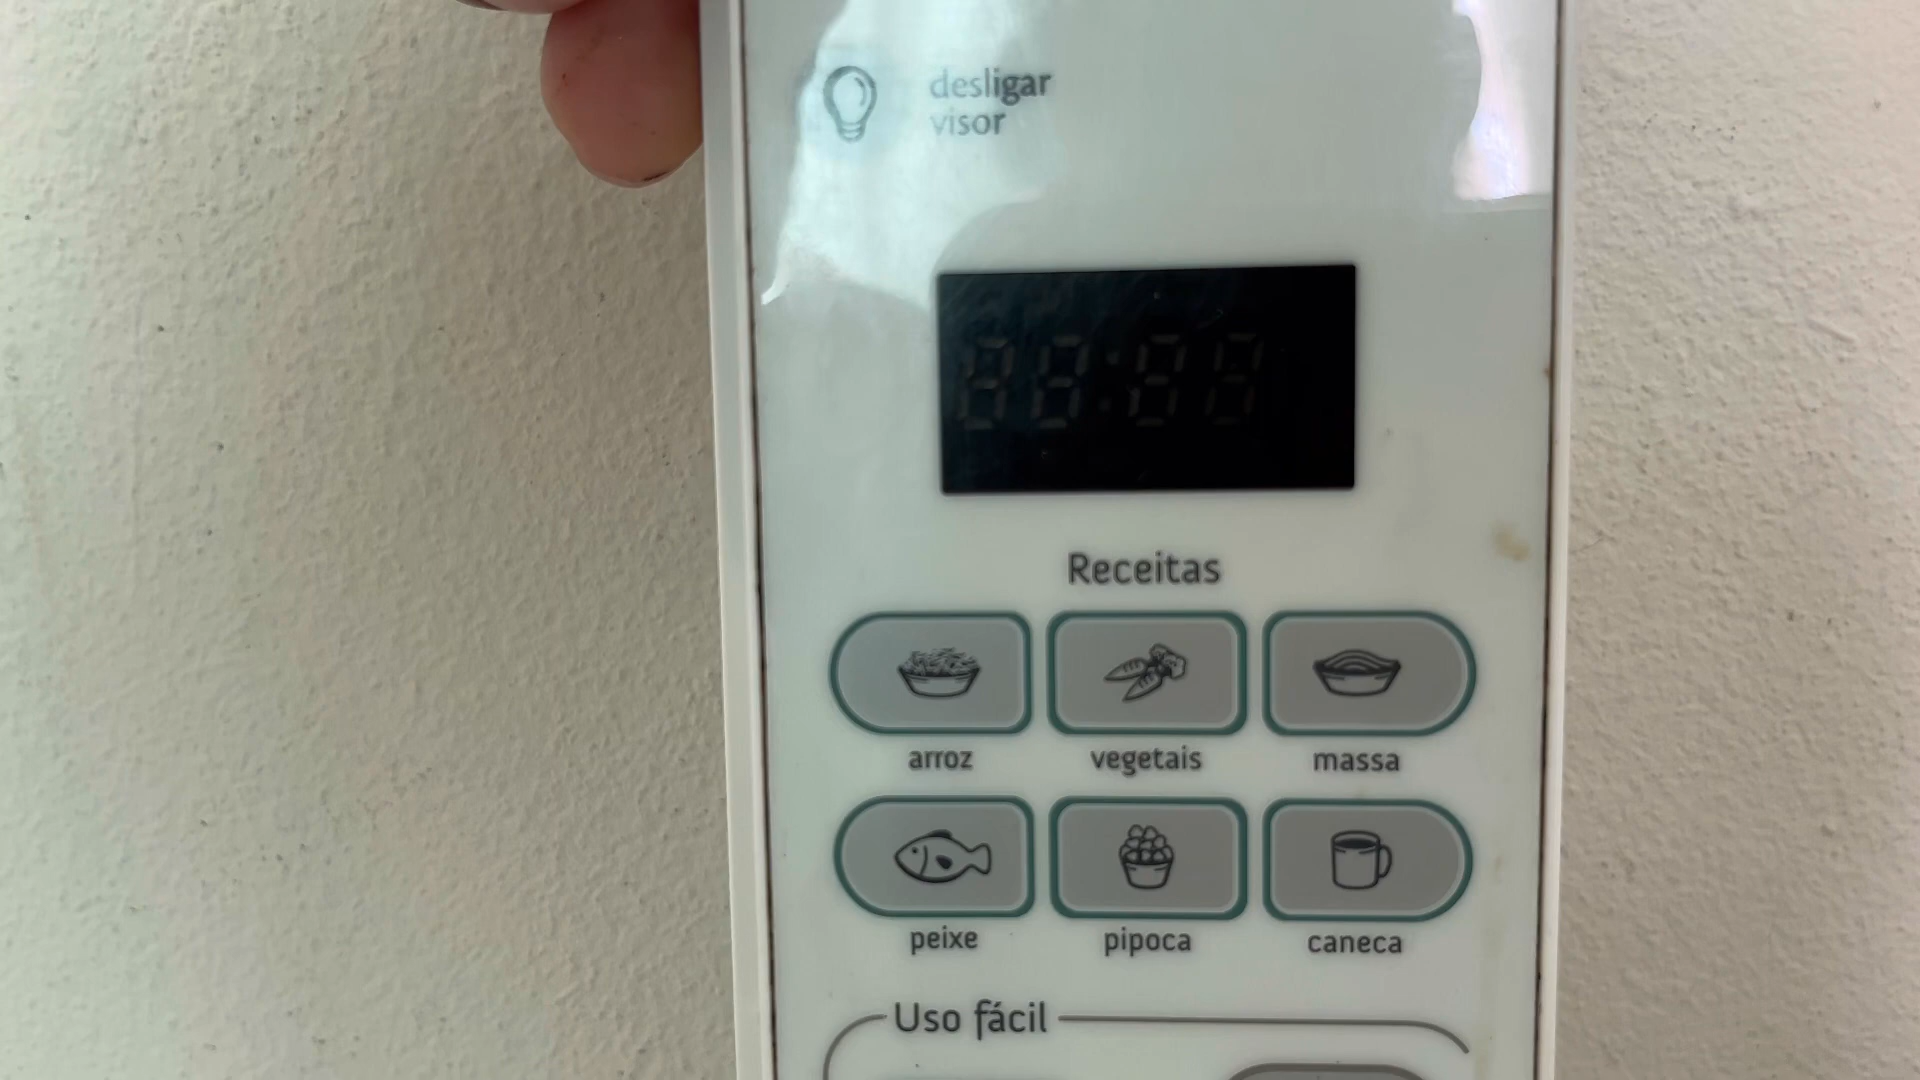 desligar
visor
Receitas
arroz vegetais massa
peixe pipoca caneca
Uso fácil